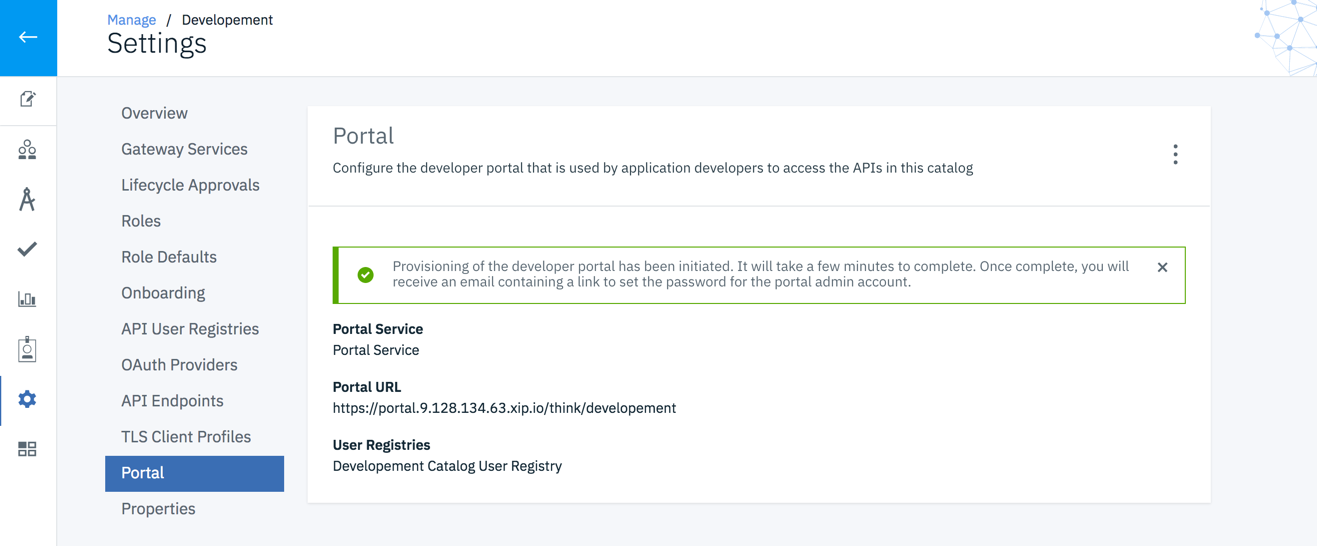 Manage / Developement
Settings
Overview
Gateway Services
Lifecycle Approvals
Roles
Role Defaults
Onboarding
API User Registries
OAuth Providers
API Endpoints
TLS Client Profiles
Portal
Properties
Portal
Configure the developer portal that is used by application developers to access the APIs in this catalog
Provisioning of the developer portal has been initiated. It will take a few minutes to complete. Once complete, you will
receive an email containing a link to set the password for the portal admin account.
Portal Service
Portal Service
Portal URL
https://portal.9.128.134.63.xip.io/think/developement
User Registries
Developement Catalog User Registry